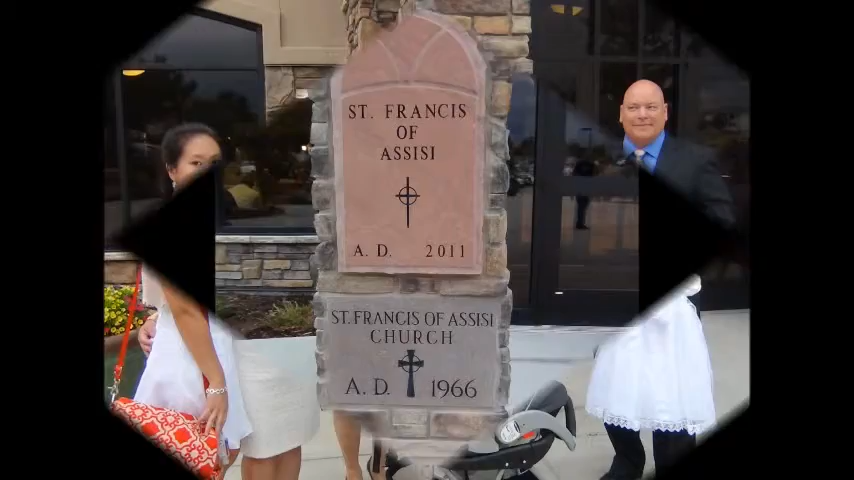 ST. FRANCIS
OF
ASSISI
A. D. 2011
ST. FRANCIS OF ASSISI
CHURCH
A. D. 1966